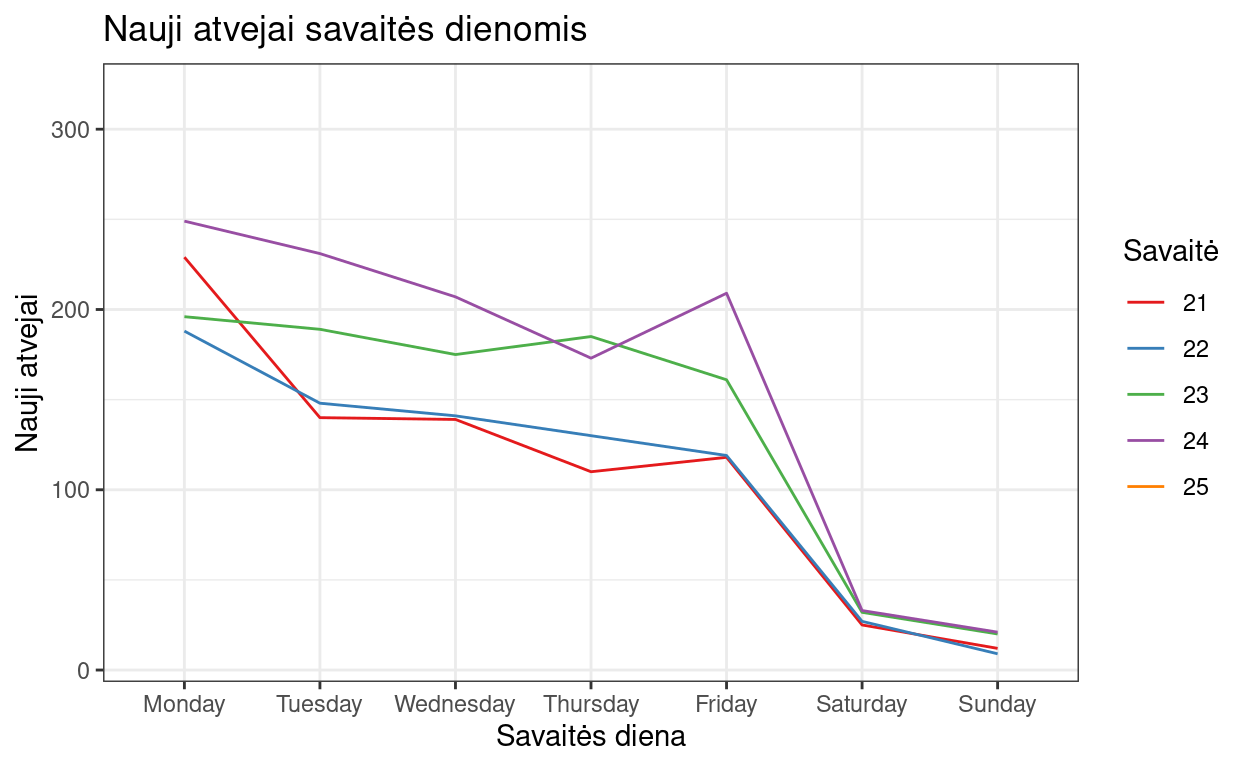 Nauji atvejai savaitės dienomis
Nauji atvejai
300
200
100
0
Monday Tuesday Wednesday Thursday Friday Saturday Sunday
Savaitės diena
Savaitė
21
22
23
24
25